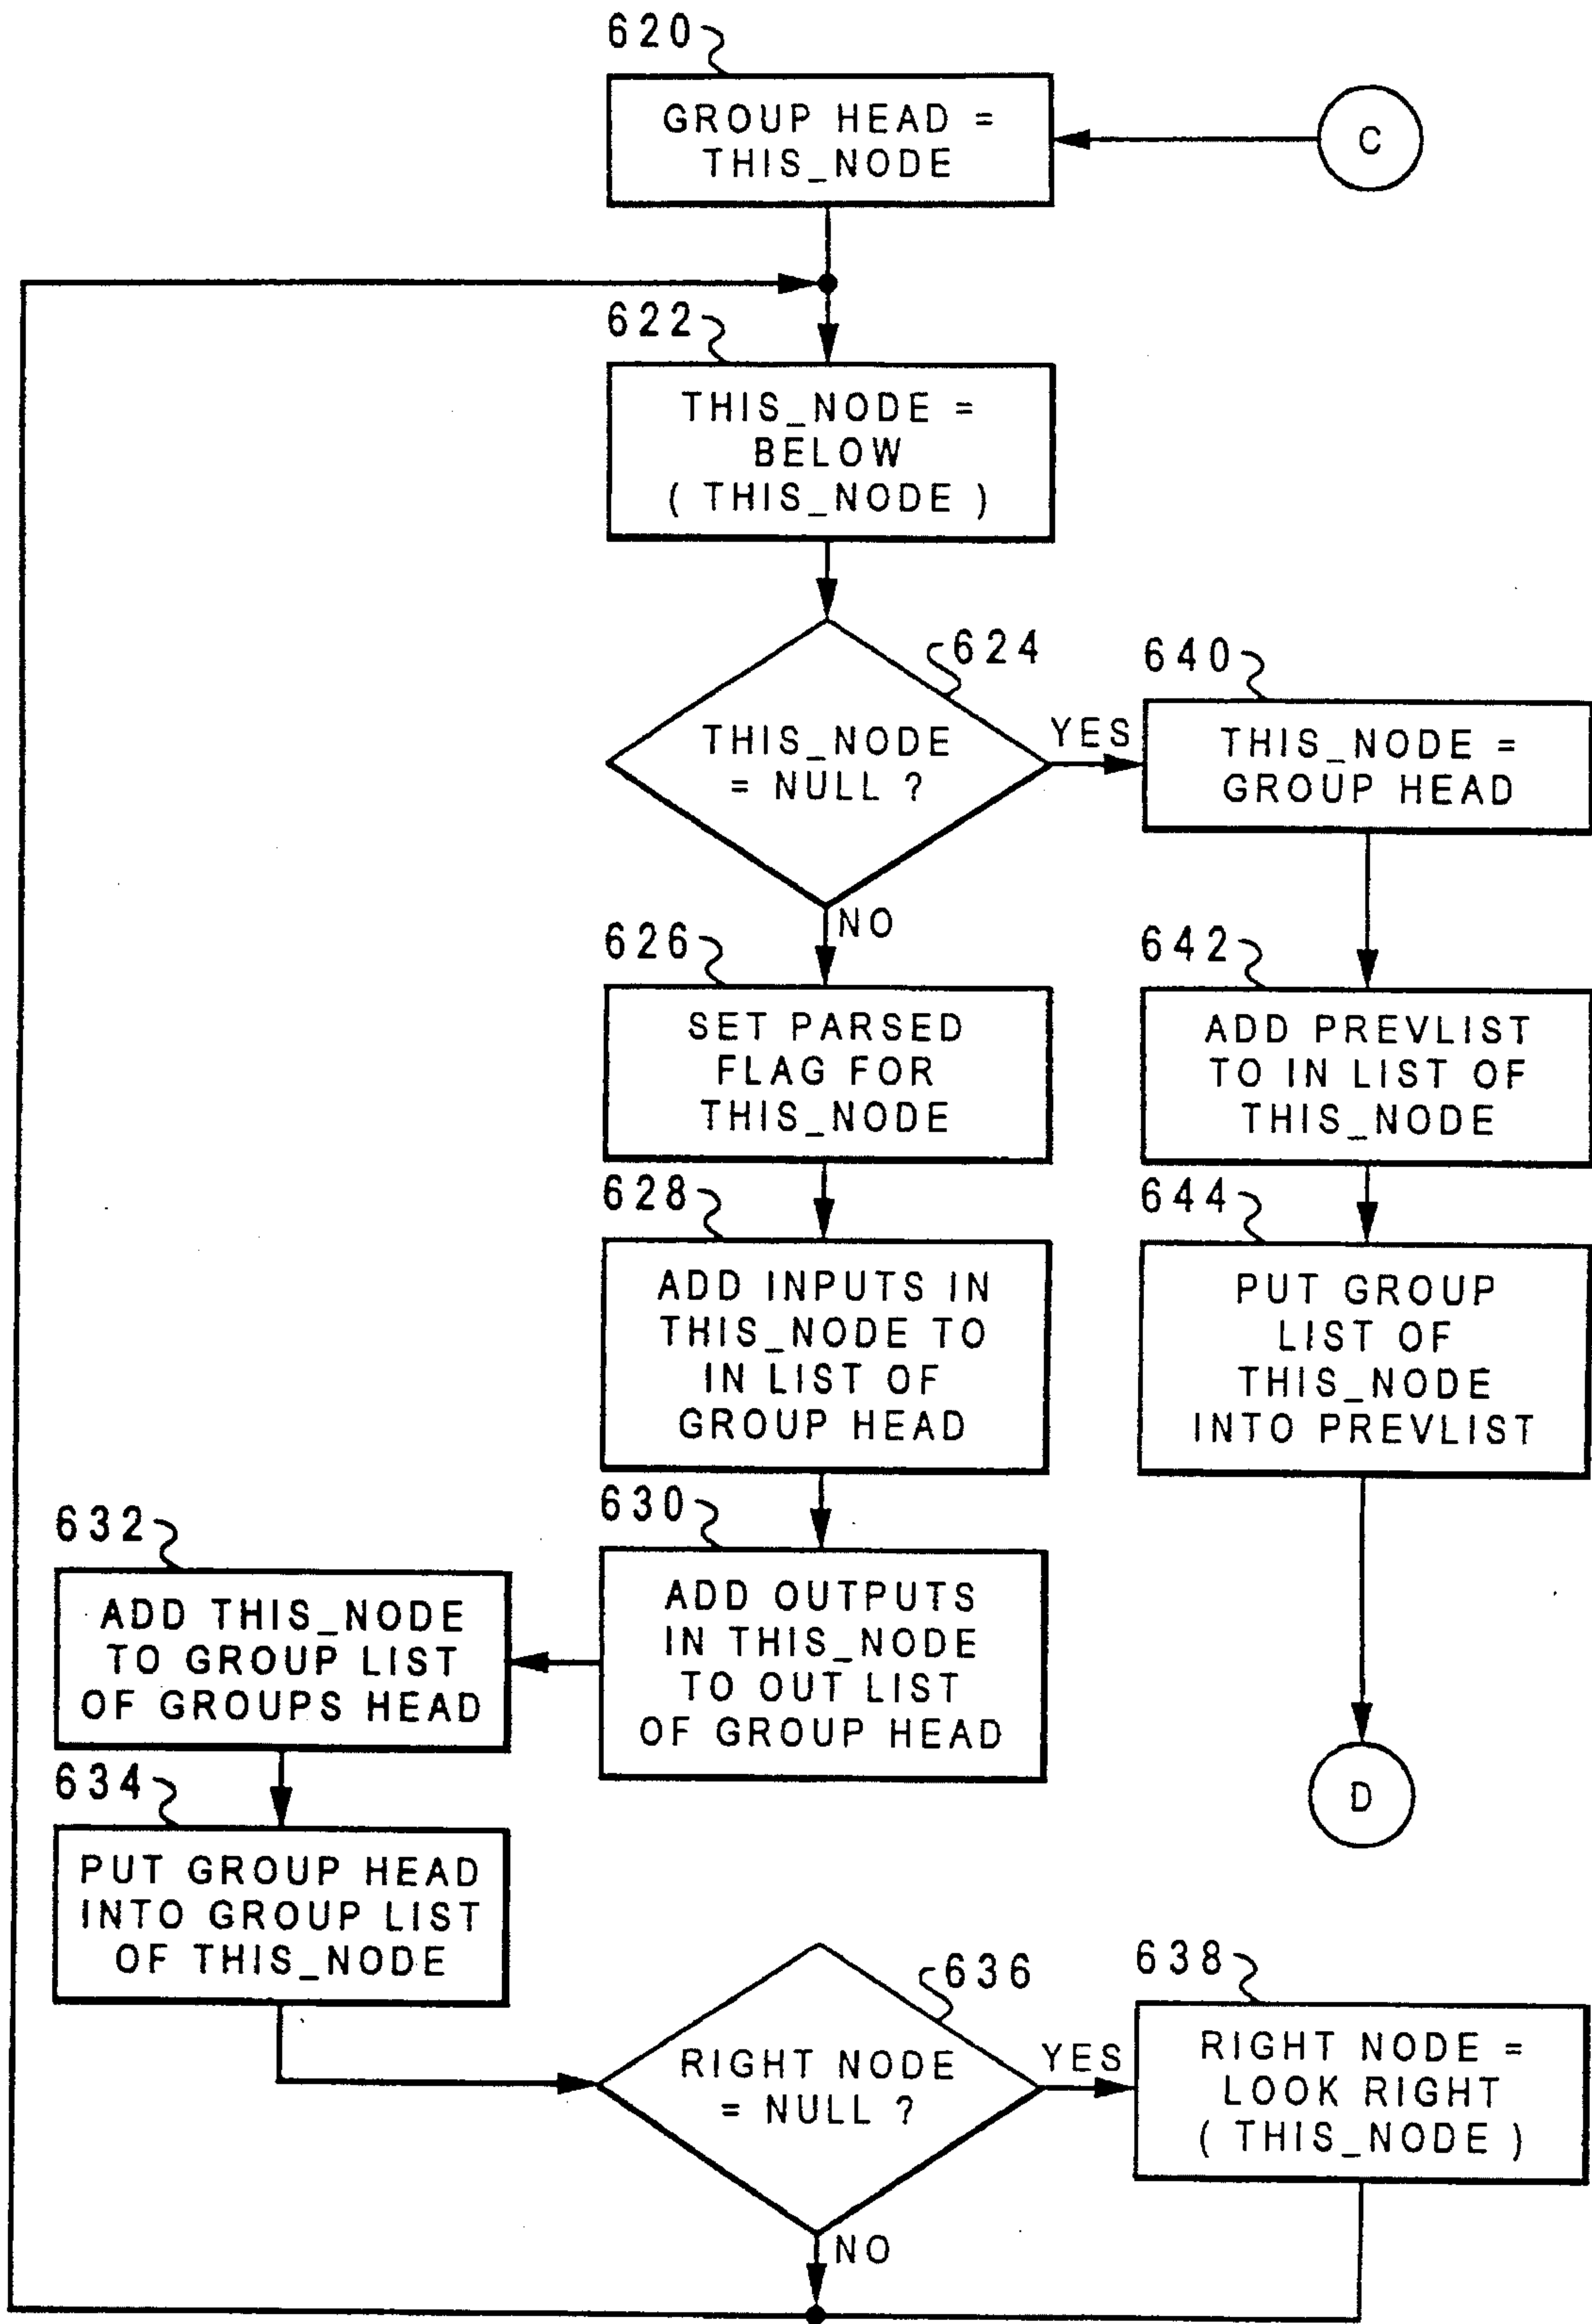 620
GROUP HEAD =
THIS_NODE
C
622
THIS_NODE =
BELOW
( THIS_NODE )
624
THIS_NODE
= NULL ?
YES
NO
640
THIS_NODE =
GROUP HEAD
626
SET PARSED
FLAG FOR
THIS_NODE
642
ADD PREVLIST
TO IN LIST OF
THIS_NODE
628
ADD INPUTS IN
THIS_NODE TO
IN LIST OF
GROUP HEAD
644
PUT GROUP
LIST OF
THIS_NODE
INTO PREVLIST
630
ADD OUTPUTS
IN THIS_NODE
TO OUT LIST
OF GROUP HEAD
632
ADD THIS_NODE
TO GROUP LIST
OF GROUPS HEAD
D
634
PUT GROUP HEAD
INTO GROUP LIST
OF THIS_NODE
636
RIGHT NODE
= NULL ?
YES
NO
638
RIGHT NODE =
LOOK RIGHT
( THIS_NODE )